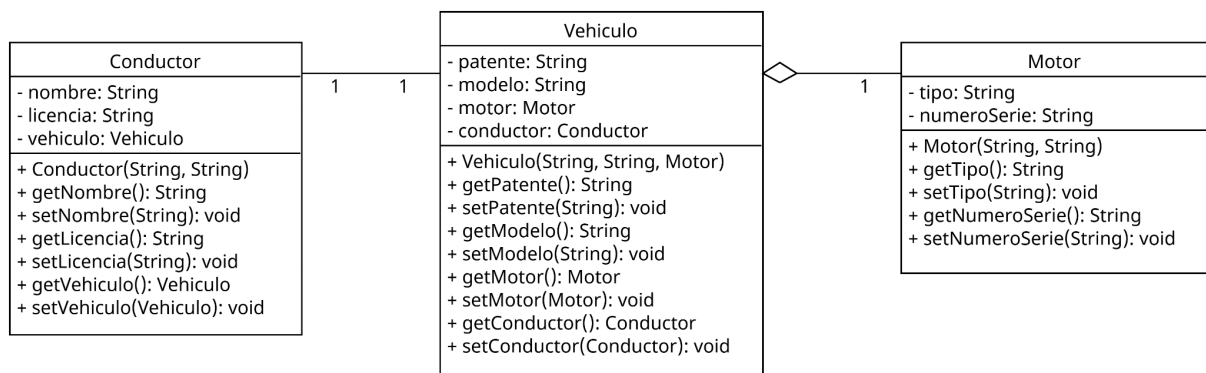 Conductor
- nombre: String
- licencia: String
- vehiculo: Vehiculo
+ Conductor(String, String)
+ getNombre(): String
+ setNombre(String): void
+ getLicencia(): String
+ setLicencia(String): void
+ getVehiculo(): Vehiculo
+ setVehiculo(Vehiculo): void
1
1
Vehiculo
- patente: String
- modelo: String
- motor: Motor
- conductor: Conductor
+ Vehiculo(String, String, Motor)
+ getPatente(): String
+ setPatente(String): void
+ getModelo(): String
+ setModelo(String): void
+ getMotor(): Motor
+ setMotor(Motor): void
+ getConductor(): Conductor
+ setConductor(Conductor): void
1
Motor
- tipo: String
- numeroSerie: String
+ Motor(String, String)
+ getTipo(): String
+ setTipo(String): void
+ getNumeroSerie(): String
+ setNumeroSerie(String): void